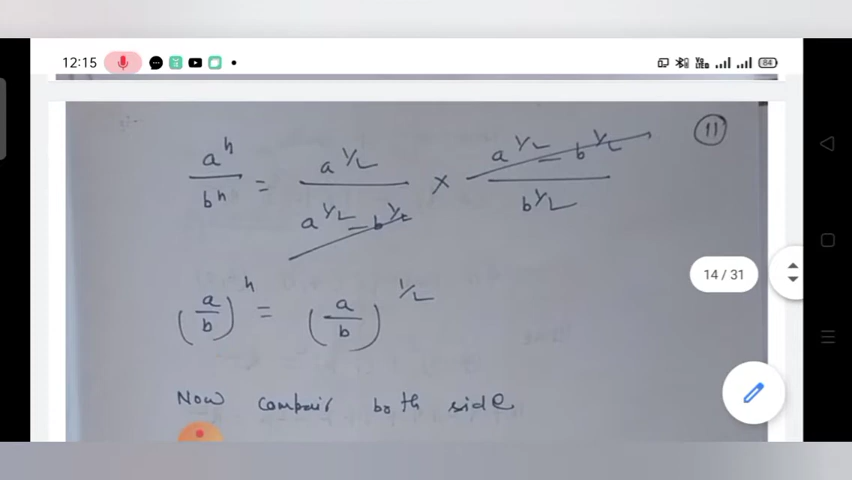 12:15
84
11
a^h / b^h = a^1/2 / (a^1/2 - b^1/2) × (a^1/2 - b^1/2) / b^1/2
14 / 31
(a/b)^h = (a/b)^1/2
Now compair both side